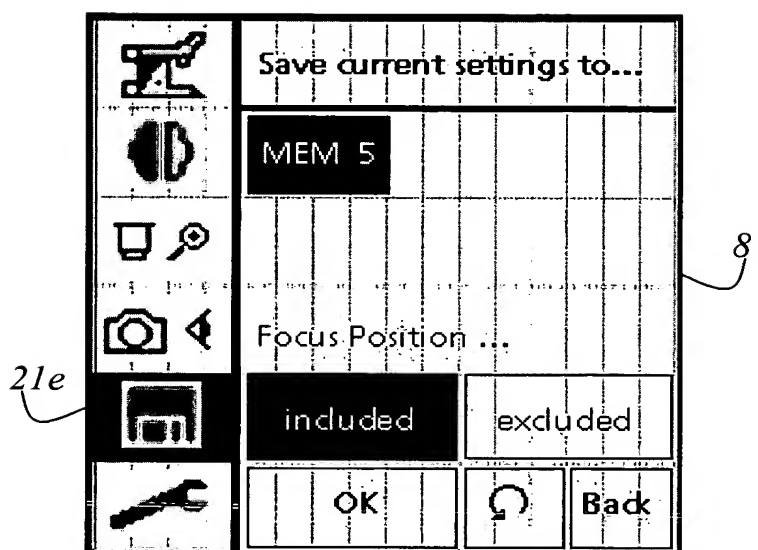 Save current settings to...
MEM 5
8
Focus Position ...
21e
included excluded
OK Back